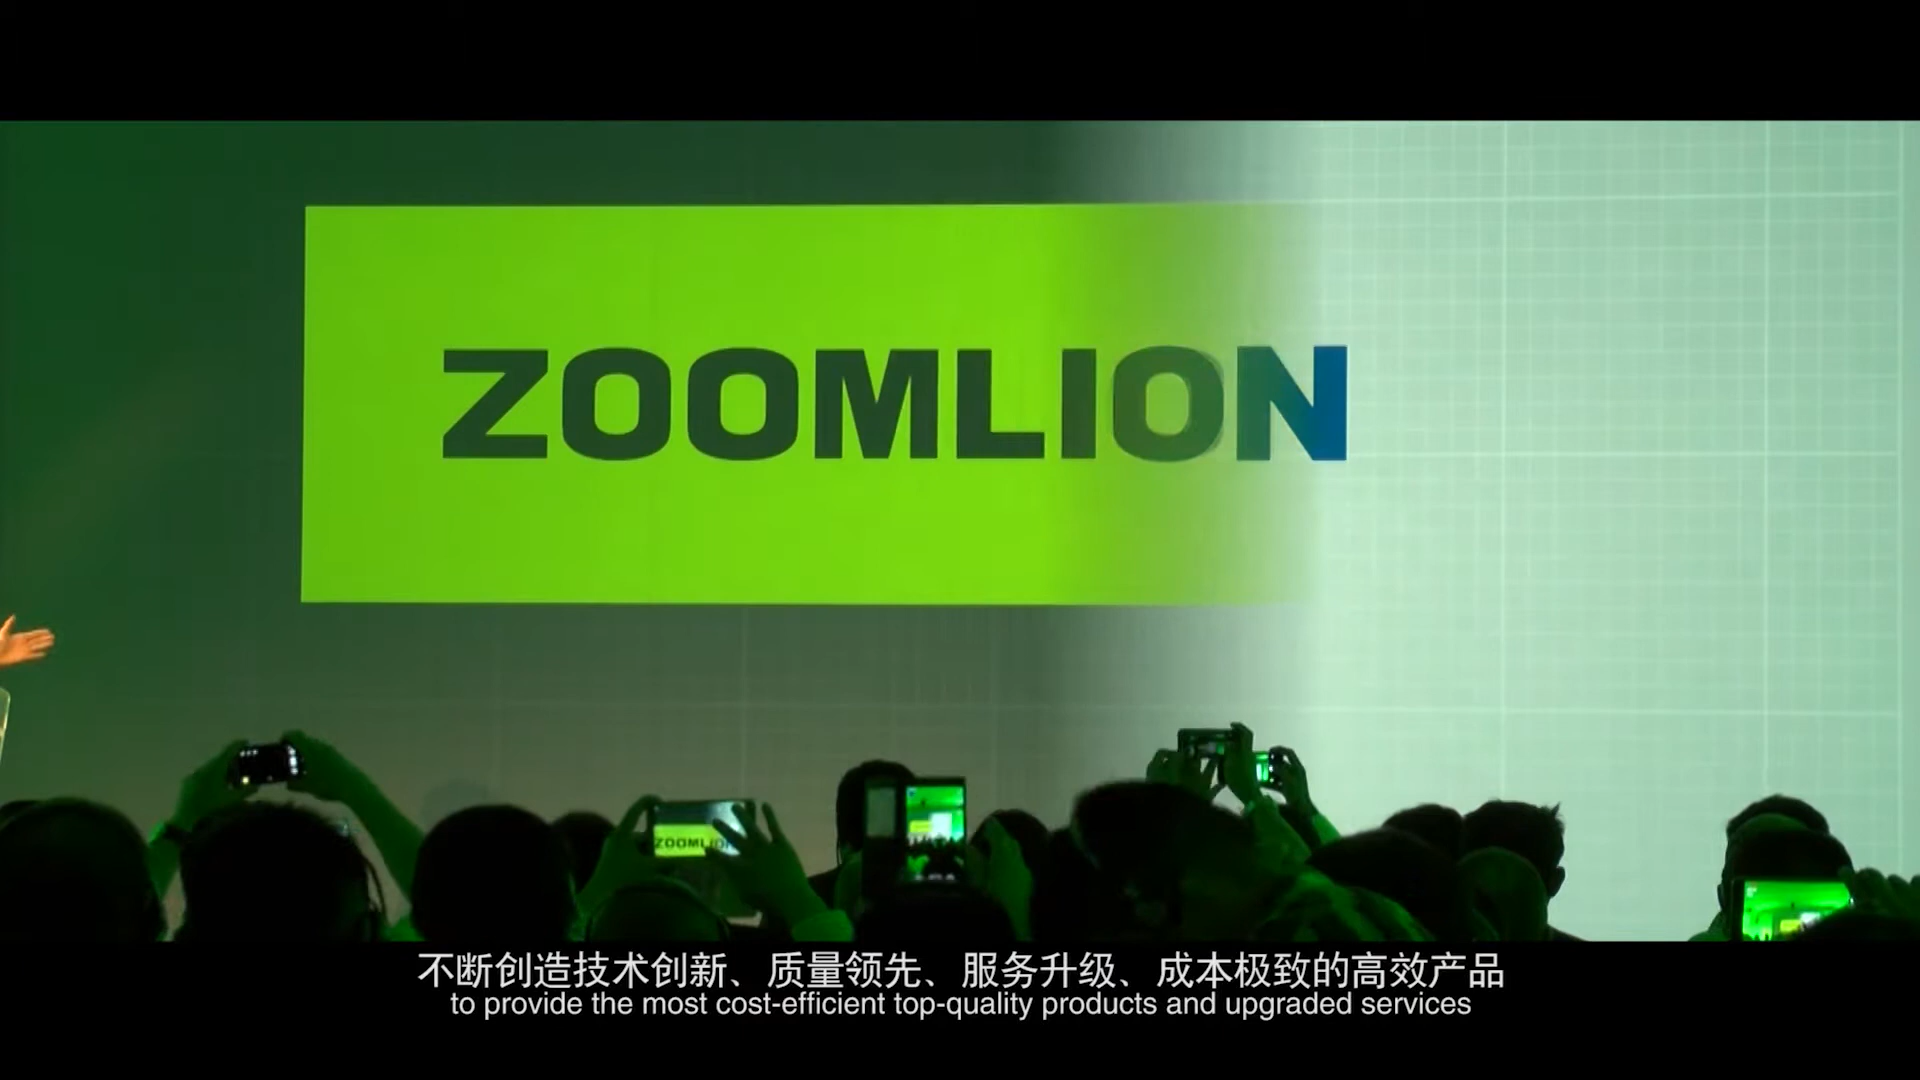 ZOOMLION
ZOOMLION
不断创造技术创新、质量领先、服务升级、成本极致的高效产品
to provide the most cost-efficient top-quality products and upgraded services